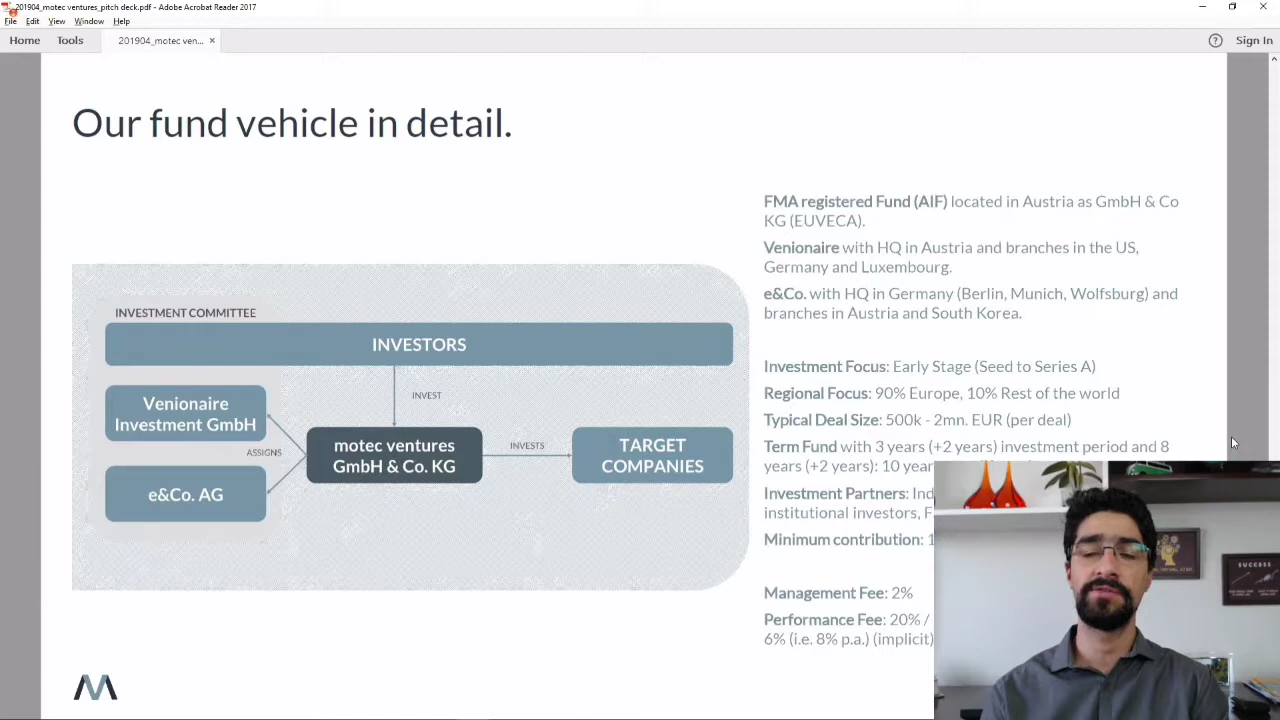 201904_motec ventures_pitch deck.pdf - Adobe Acrobat Reader 2017
File Edit View Window Help
Home Tools 201904_motec ven... × ? Sign In
Our fund vehicle in detail.
INVESTMENT COMMITTEE
INVESTORS
INVEST
Venionaire
Investment GmbH
ASSIGNS
e&Co. AG
motec ventures
GmbH & Co. KG
INVESTS
TARGET
COMPANIES
FMA registered Fund (AIF) located in Austria as GmbH & Co
KG (EUVECA).
Venionaire with HQ in Austria and branches in the US,
Germany and Luxembourg.
e&Co. with HQ in Germany (Berlin, Munich, Wolfsburg) and
branches in Austria and South Korea.
Investment Focus: Early Stage (Seed to Series A)
Regional Focus: 90% Europe, 10% Rest of the world
Typical Deal Size: 500k - 2mn. EUR (per deal)
Term Fund with 3 years (+2 years) investment period and 8
years (+2 years): 10 year
Investment Partners:
institutional investors,
Minimum contribution:
Management Fee: 2%
Performance Fee: 20% /
6% (i.e. 8% p.a.) (implicit)
SUCCESS